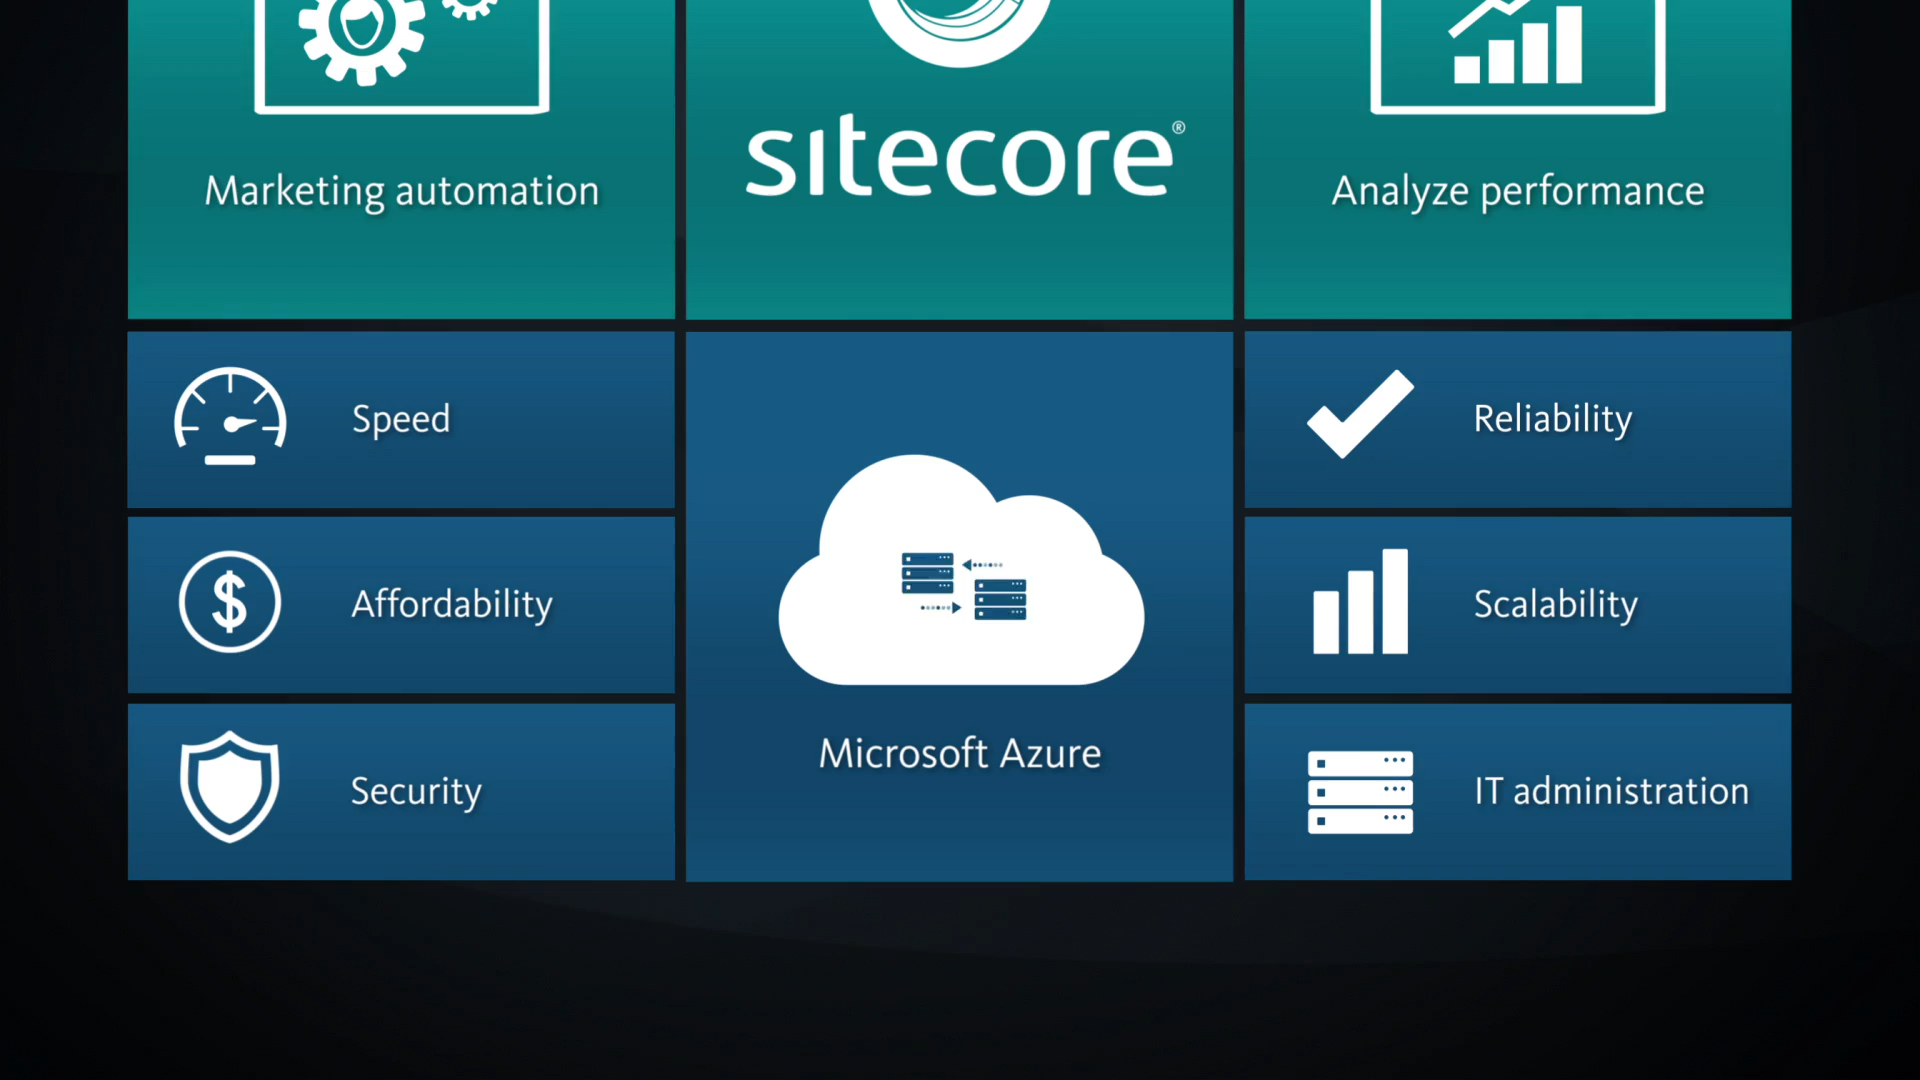 Marketing automation
sitecore®
Analyze performance
Speed
Reliability
$
Affordability
Scalability
Microsoft Azure
Security
IT administration